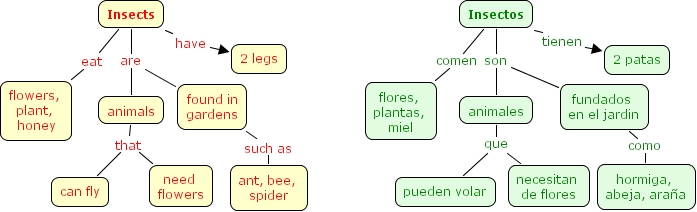 Insects
have
eat
are
2 legs
flowers,
plant,
honey
animals
found in
gardens
that
such as
can fly
need
flowers
ant, bee,
spider
Insectos
tienen
comen
son
2 patas
flores,
plantas,
miel
animales
fundados
en el jardin
que
como
pueden volar
necesitan
de flores
hormiga,
abeja, araña